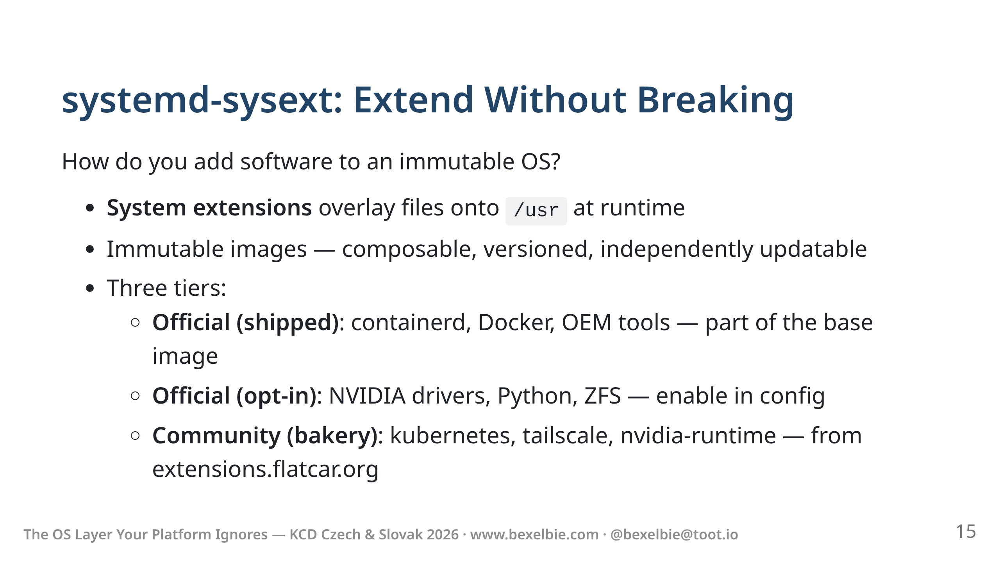 systemd-sysext: Extend Without Breaking
How do you add software to an immutable OS?
• System extensions overlay files onto /usr at runtime
• Immutable images — composable, versioned, independently updatable
• Three tiers:
◦ Official (shipped): containerd, Docker, OEM tools — part of the base
image
◦ Official (opt-in): NVIDIA drivers, Python, ZFS — enable in config
◦ Community (bakery): kubernetes, tailscale, nvidia-runtime — from
extensions.flatcar.org
The OS Layer Your Platform Ignores — KCD Czech & Slovak 2026 · www.bexelbie.com · @bexelbie@toot.io
15